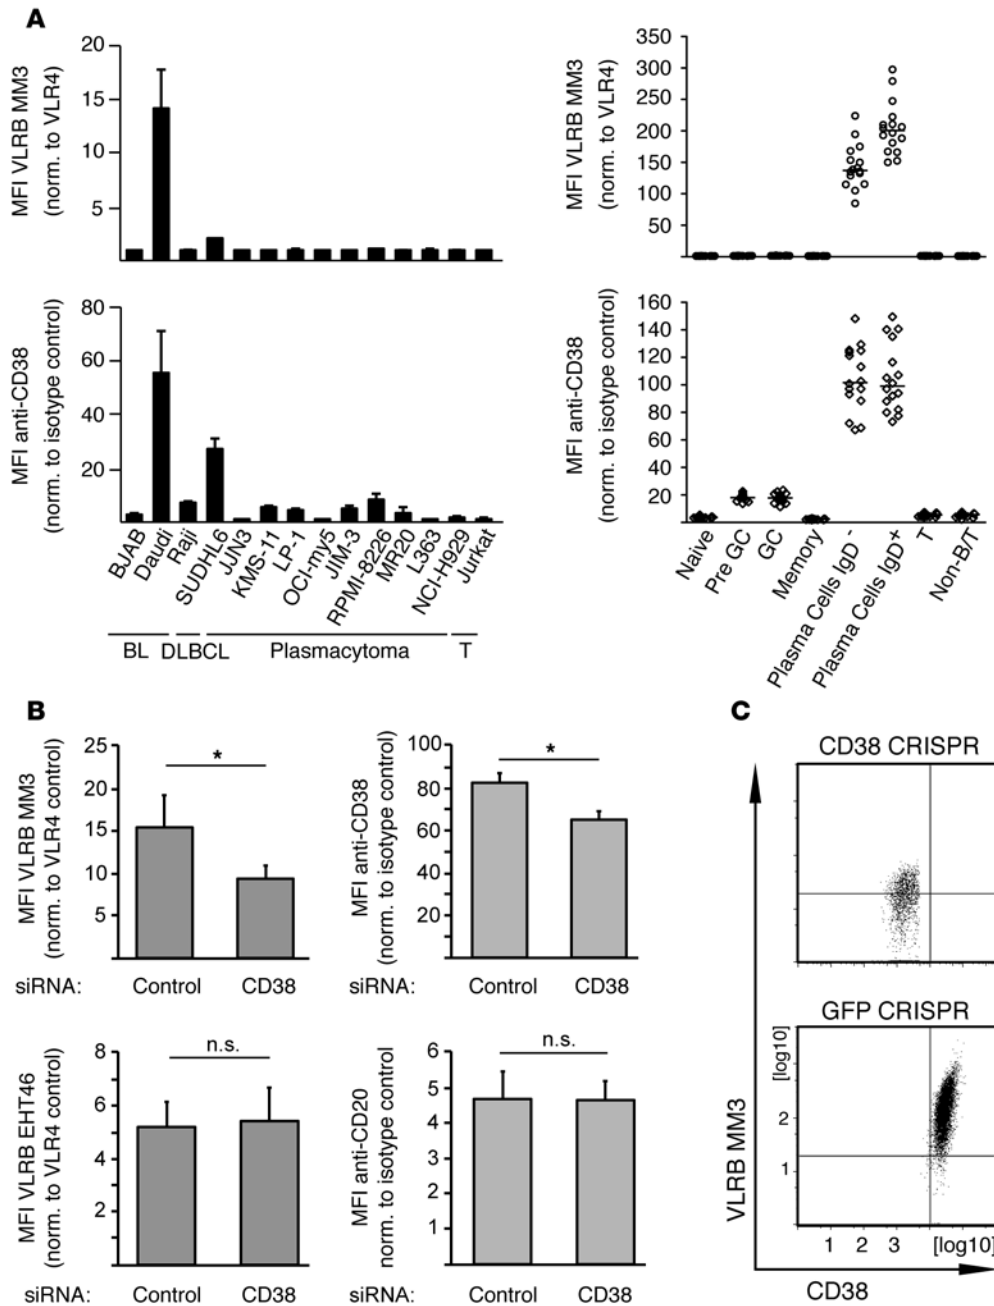 A
MFI VLRB MM3
(norm. to VLR4)
20
15
10
5
MFI VLRB MM3
(norm. to VLR4)
350
300
250
200
150
100
50
MFI anti-CD38
(norm. to isotype control)
80
60
40
20
BJAB
Daudi
Raji
SUDHL6
JJN3
KMS-11
LP-1
OCI-my5
JIM-3
RPMI-8226
MR20
L363
NCI-H929
Jurkat
BL
DLBCL
Plasmacytoma
T
MFI anti-CD38
(norm. to isotype control)
160
140
120
100
80
60
40
20
Naive
Pre GC
GC
Memory
Plasma Cells IgD -
Plasma Cells IgD+
T
Non-B/T
B
MFI VLRB MM3
(norm. to VLR4 control)
25
20
15
10
5
*
siRNA:
Control
CD38
MFI anti-CD38
(norm. to isotype control)
100
80
60
40
20
*
siRNA:
Control
CD38
MFI VLRB EHT46
(norm. to VLR4 control)
8
6
4
2
n.s.
siRNA:
Control
CD38
MFI anti-CD20
norm. to isotype control
6
5
4
3
2
1
n.s.
siRNA:
Control
CD38
C
CD38 CRISPR
GFP CRISPR
VLRB MM3
[log10]
2
1
1 2 3 [log10]
CD38